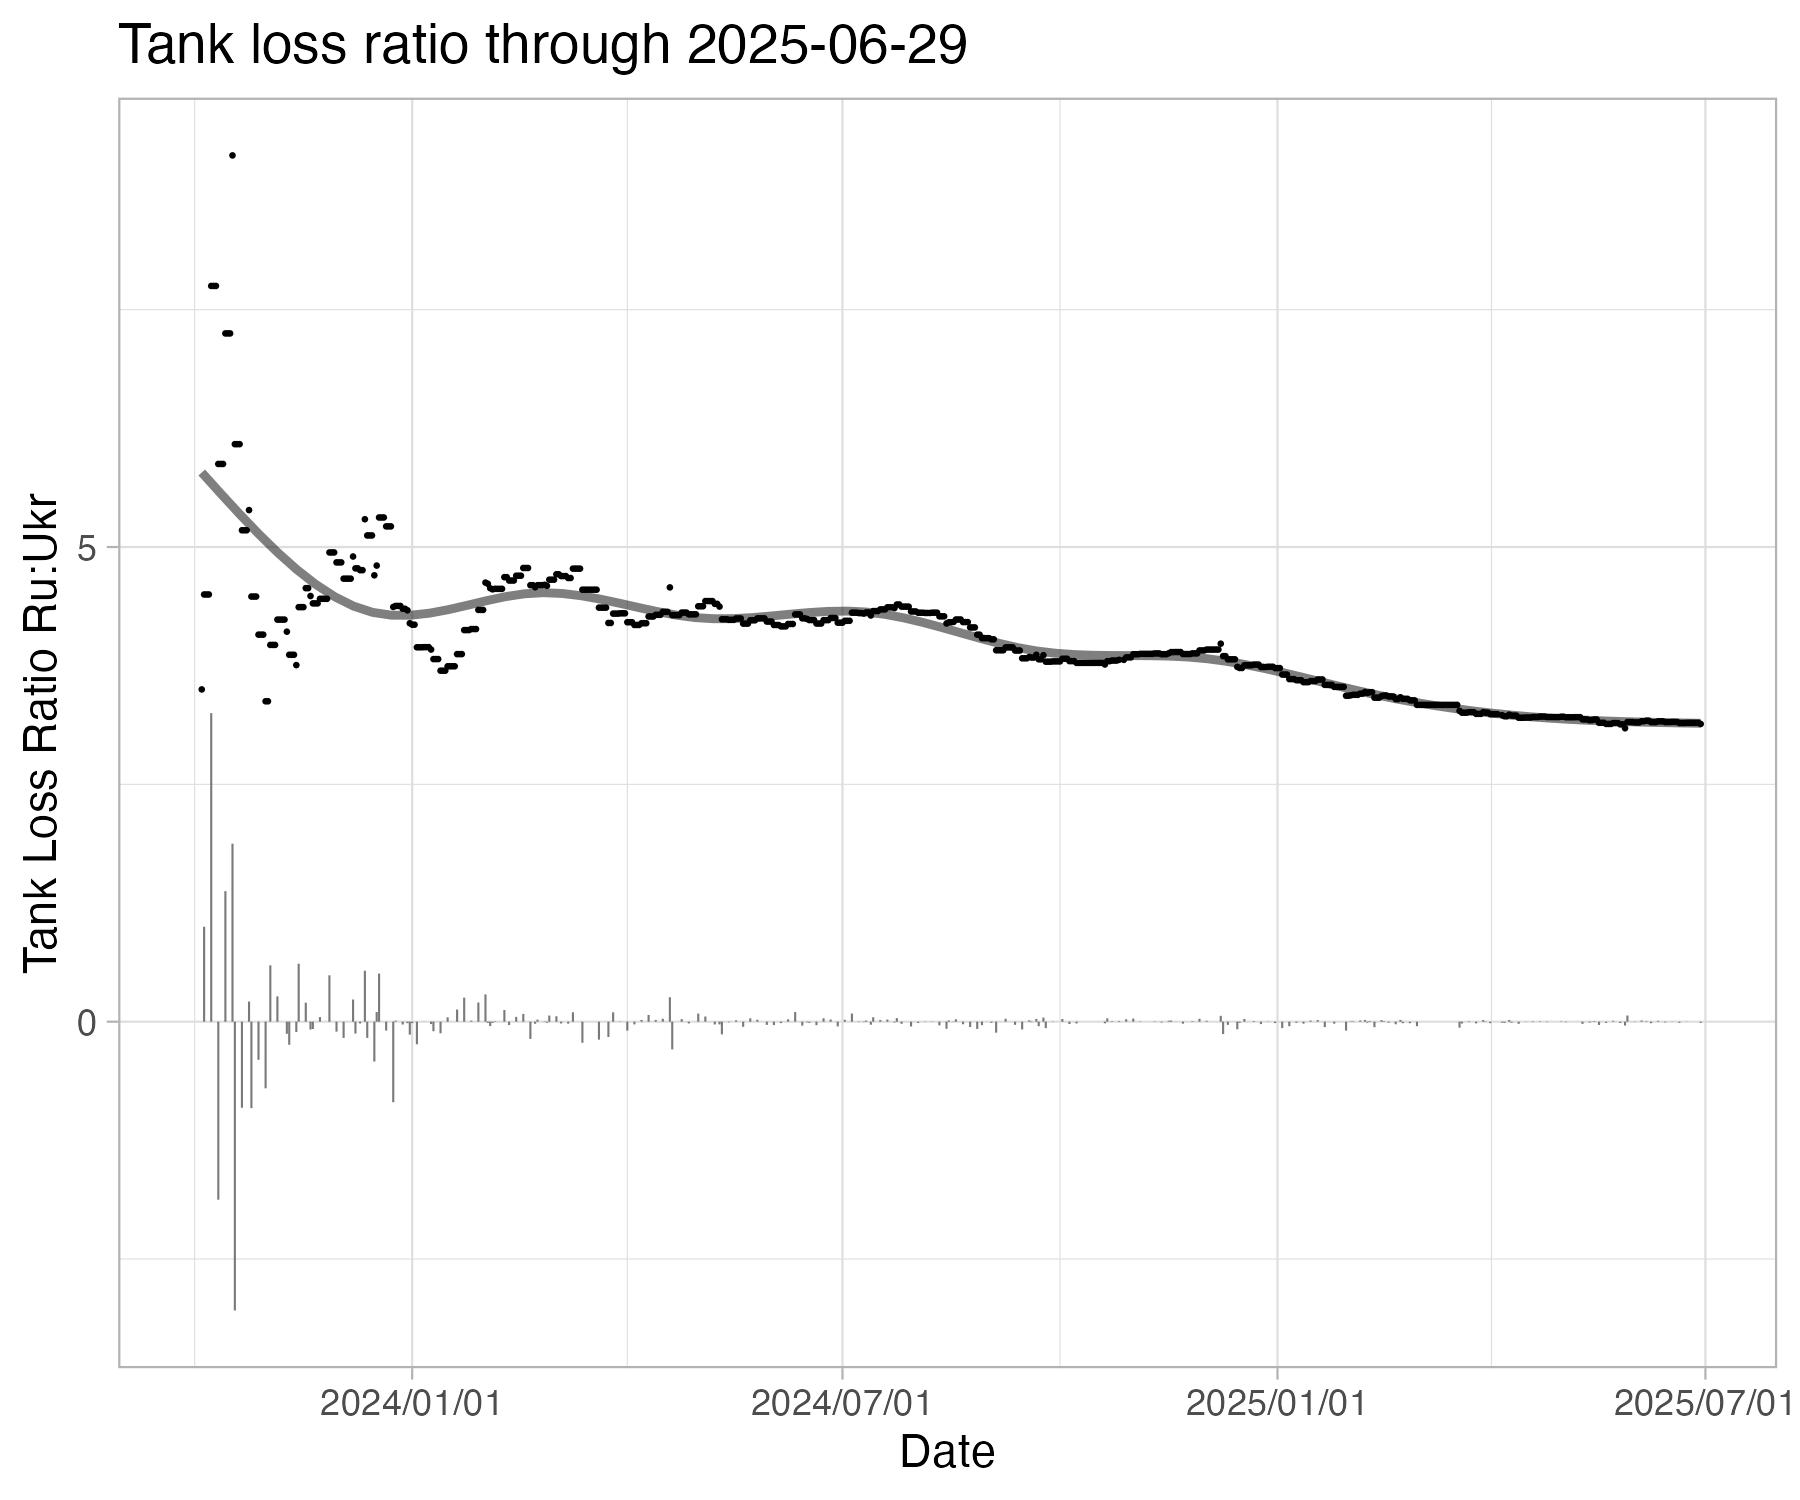 Tank loss ratio through 2025-06-29
Tank Loss Ratio Ru:Ukr
5
0
2024/01/01 2024/07/01 2025/01/01 2025/07/01
Date